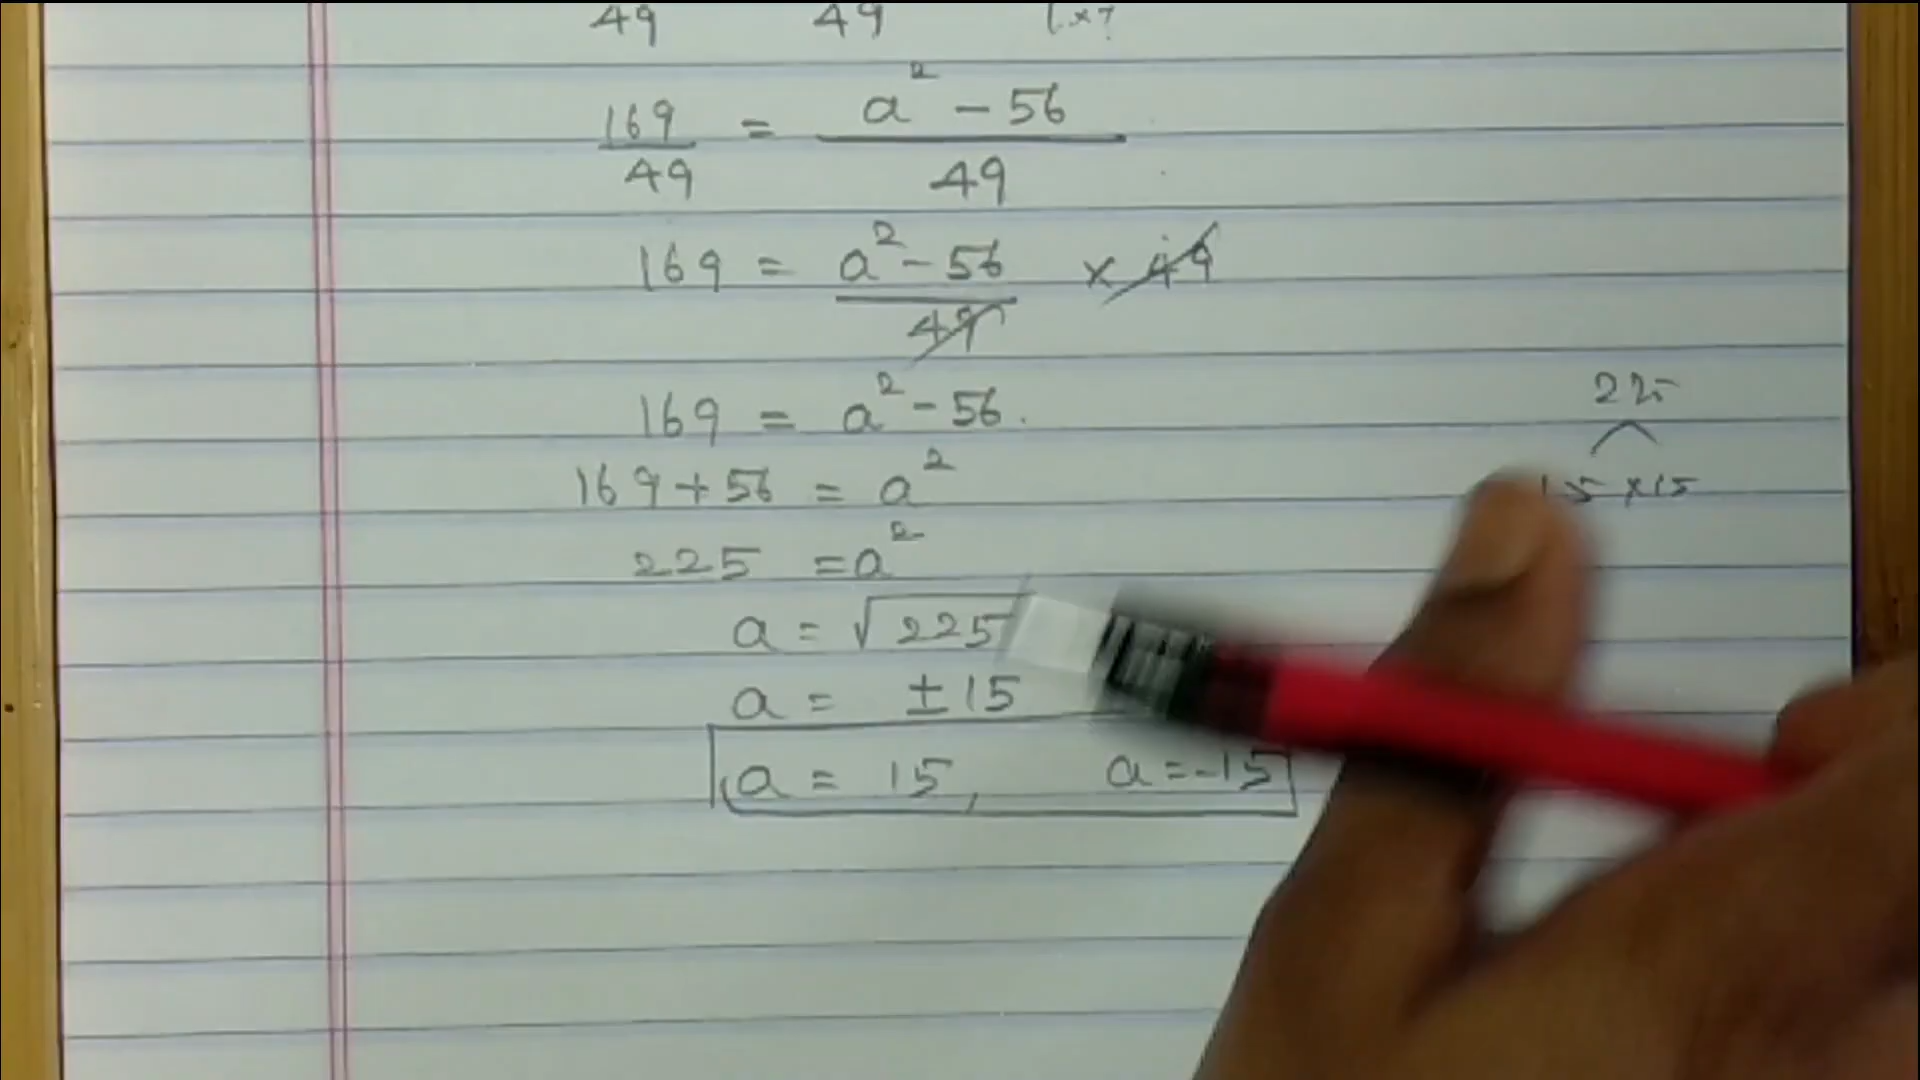 49 49
169/49 = a² - 56/49
169 = a² - 56/49 × 49
169 = a² - 56.
169 + 56 = a²
225 = a²
a = √225
a = ±15
a = 15, a = -15
225
15 × 15